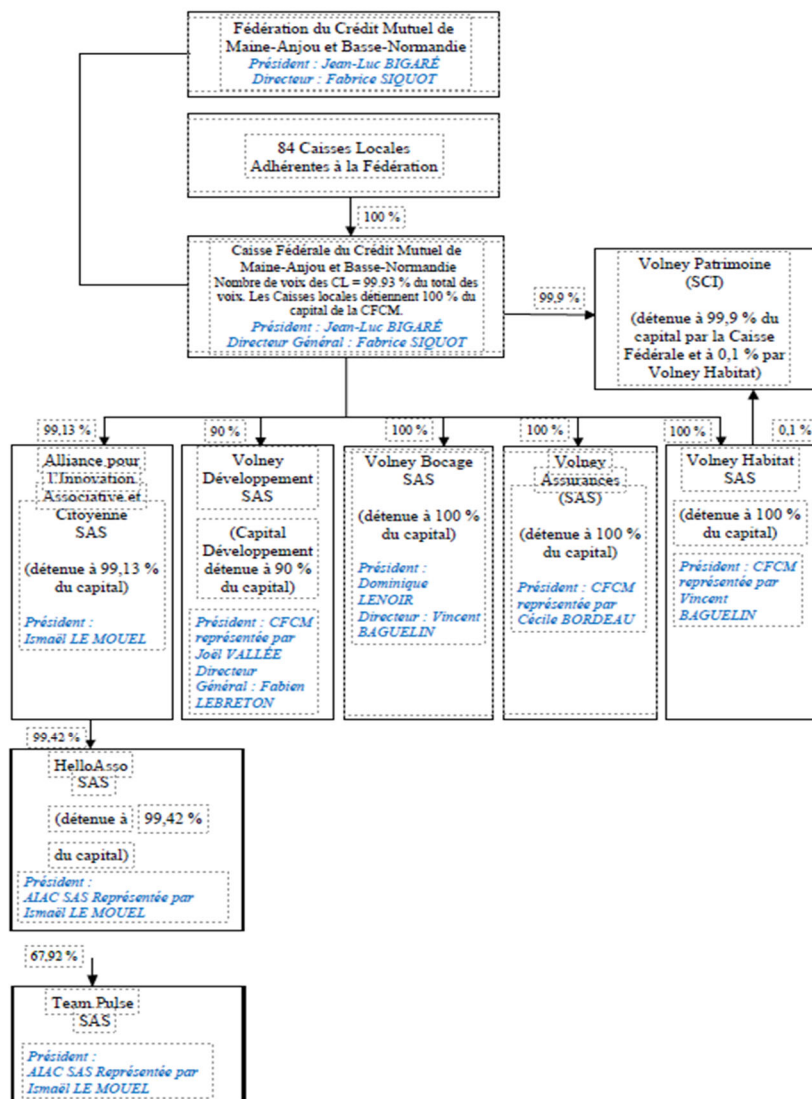 Fédération du Crédit Mutuel de
Maine-Anjou et Basse-Normandie
Président : Jean-Luc BIGARÉ
Directeur : Fabrice SIQUOT
84 Caisses Locales
Adhérentes à la Fédération
100 %
Caisse Fédérale du Crédit Mutuel de
Maine-Anjou et Basse-Normandie
Nombre de voix des CL = 99.93 % du total des
voix. Les Caisses locales détiennent 100 % du
capital de la CFCM.
Président : Jean-Luc BIGARÉ
Directeur Général : Fabrice SIQUOT
99,9 %
Volney Patrimoine
(SCI)
(détenue à 99,9 % du
capital par la Caisse
Fédérale et à 0,1 % par
Volney Habitat)
99,13 %
Alliance pour
l'Innovation
Associative et
Citoyenne
SAS
(détenue à 99,13 %
du capital)
Président :
Ismaël LE MOUEL
90 %
Volney
Développement
SAS
(Capital
Développement
détenue à 90 %
du capital)
Président : CFCM
représentée par
Joël VALLÉE
Directeur
Général : Fabien
LEBRETON
100 %
Volney Bocage
SAS
(détenue à 100 %
du capital)
Président :
Dominique
LENOIR
Directeur : Vincent
BAGUELIN
100 %
Volney
Assurances
(SAS)
(détenue à 100 %
du capital)
Président : CFCM
représentée par
Cécile BORDEAU
100 %
0,1 %
Volney Habitat
SAS
(détenue à 100 %
du capital)
Président : CFCM
représentée par
Vincent
BAGUELIN
99,42 %
HelloAsso
SAS
(détenue à 99,42 %
du capital)
Président :
AIAC SAS Représentée par
Ismaël LE MOUEL
67,92 %
Team Pulse
SAS
Président :
AIAC SAS Représentée par
Ismaël LE MOUEL